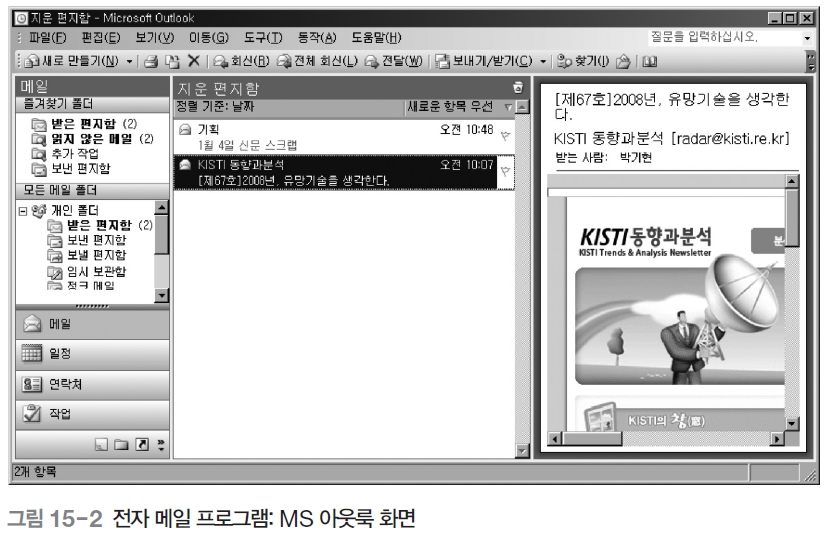 지운 편지함 - Microsoft Outlook
파일(F) 편집(E) 보기(V) 이동(G) 도구(T) 동작(A) 도움말(H) 질문을 입력하십시오.
새로 만들기(N) 회신(R) 전체 회신(L) 전달(W) 보내기/받기(C) 찾기(I)
메일
즐겨찾기 폴더
받은 편지함 (2)
읽지 않은 메일 (2)
추가 작업
보낸 편지함
모든 메일 폴더
개인 폴더
받은 편지함 (2)
보낸 편지함
보낼 편지함
임시 보관함
정크 메일
메일
일정
연락처
작업
2개 항목
지운 편지함
정렬 기준: 날짜 새로운 항목 우선
기획 오전 10:48
1월 4일 신문 스크랩
KISTI 동향과분석 오전 10:07
[제67호]2008년, 유망기술을 생각한다.
[제67호]2008년, 유망기술을 생각한
다.
KISTI 동향과분석 [radar@kisti.re.kr]
받는 사람: 박기현
KISTI 동향과분석
KISTI Trends & Analysis Newsletter
분
KISTI의 창(窓)
그림 15-2 전자 메일 프로그램: MS 아웃룩 화면